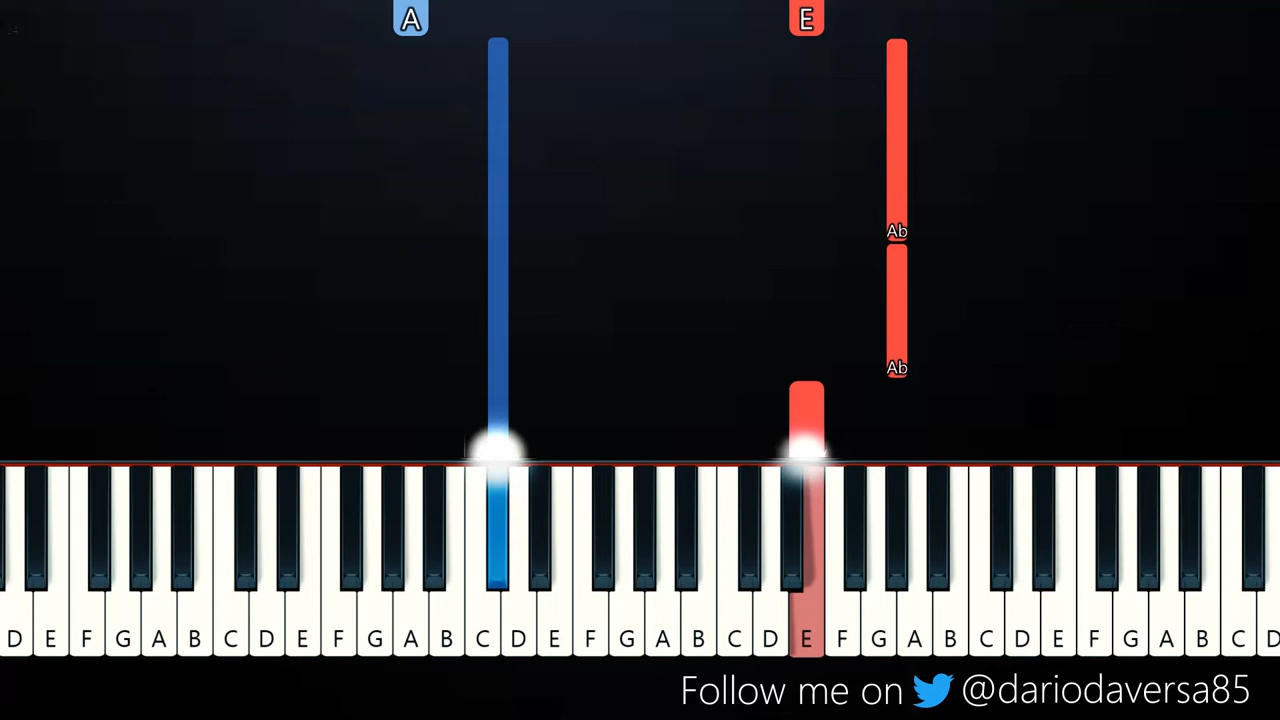 A E
Ab
Ab
D E F G A B C D E F G A B C D E F G A B C D E F G A B C D E F G A B C D
Follow me on @dariodaversa85